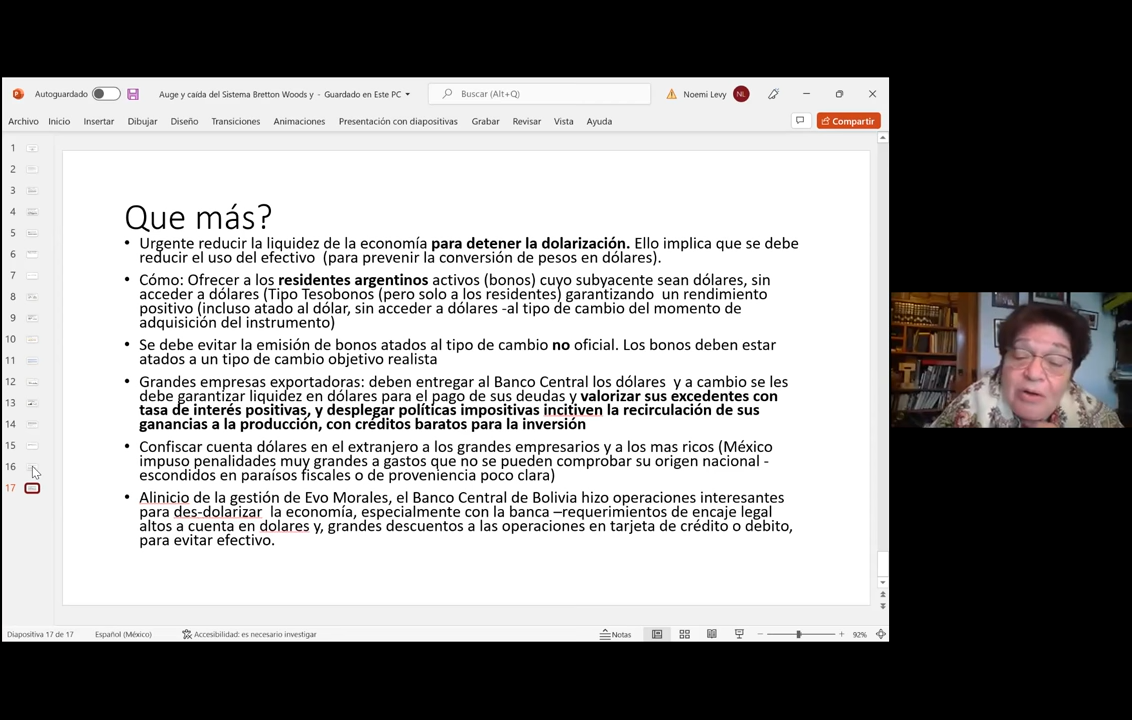 Autoguardado
Auge y caída del Sistema Bretton Woods y - Guardado en Este PC
Buscar (Alt+Q)
Noemi Levy
NL
Archivo Inicio Insertar Dibujar Diseño Transiciones Animaciones Presentación con diapositivas Grabar Revisar Vista Ayuda
Compartir
1
2
3
4
5
6
7
8
9
10
11
12
13
14
15
16
17
Que más?
• Urgente reducir la liquidez de la economía para detener la dolarización. Ello implica que se debe
reducir el uso del efectivo (para prevenir la conversión de pesos en dólares).
• Cómo: Ofrecer a los residentes argentinos activos (bonos) cuyo subyacente sean dólares, sin
acceder a dólares (Tipo Tesobonos (pero solo a los residentes) garantizando un rendimiento
positivo (incluso atado al dólar, sin acceder a dólares -al tipo de cambio del momento de
adquisición del instrumento)
• Se debe evitar la emisión de bonos atados al tipo de cambio no oficial. Los bonos deben estar
atados a un tipo de cambio objetivo realista
• Grandes empresas exportadoras: deben entregar al Banco Central los dólares y a cambio se les
debe garantizar liquidez en dólares para el pago de sus deudas y valorizar sus excedentes con
tasa de interés positivas, y desplegar políticas impositivas incitiven la recirculación de sus
ganancias a la producción, con créditos baratos para la inversión
• Confiscar cuenta dólares en el extranjero a los grandes empresarios y a los mas ricos (México
impuso penalidades muy grandes a gastos que no se pueden comprobar su origen nacional -
escondidos en paraísos fiscales o de proveniencia poco clara)
• Alinicio de la gestión de Evo Morales, el Banco Central de Bolivia hizo operaciones interesantes
para des-dolarizar la economía, especialmente con la banca –requerimientos de encaje legal
altos a cuenta en dolares y, grandes descuentos a las operaciones en tarjeta de crédito o debito,
para evitar efectivo.
Diapositiva 17 de 17
Español (México)
Accesibilidad: es necesario investigar
Notas
92%